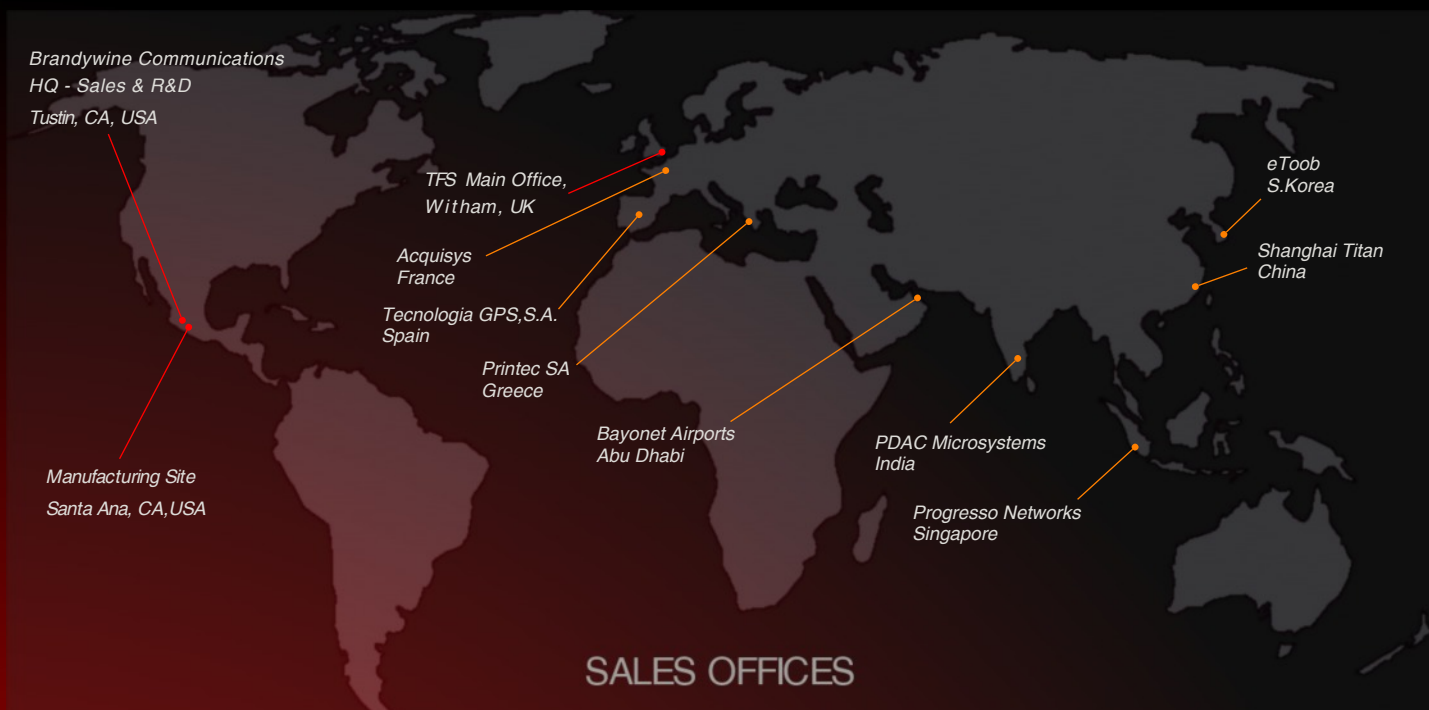 Brandywine Communications
HQ - Sales & R&D
Tustin, CA, USA
TFS Main Office,
Witham, UK
eToob
S.Korea
Acquisys
France
Shanghai Titan
China
Tecnologia GPS,S.A.
Spain
Printec SA
Greece
Bayonet Airports
Abu Dhabi
PDAC Microsystems
India
Manufacturing Site
Santa Ana, CA,USA
Progresso Networks
Singapore
SALES OFFICES